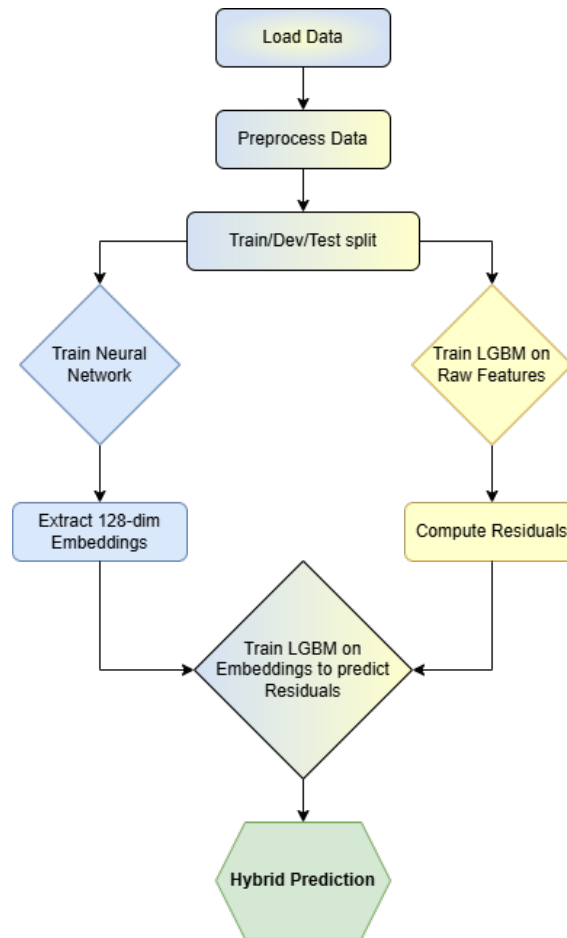 Load Data
Preprocess Data
Train/Dev/Test split
Train Neural
Network
Train LGBM on
Raw Features
Extract 128-dim
Embeddings
Compute Residuals
Train LGBM on
Embeddings to predict
Residuals
Hybrid Prediction